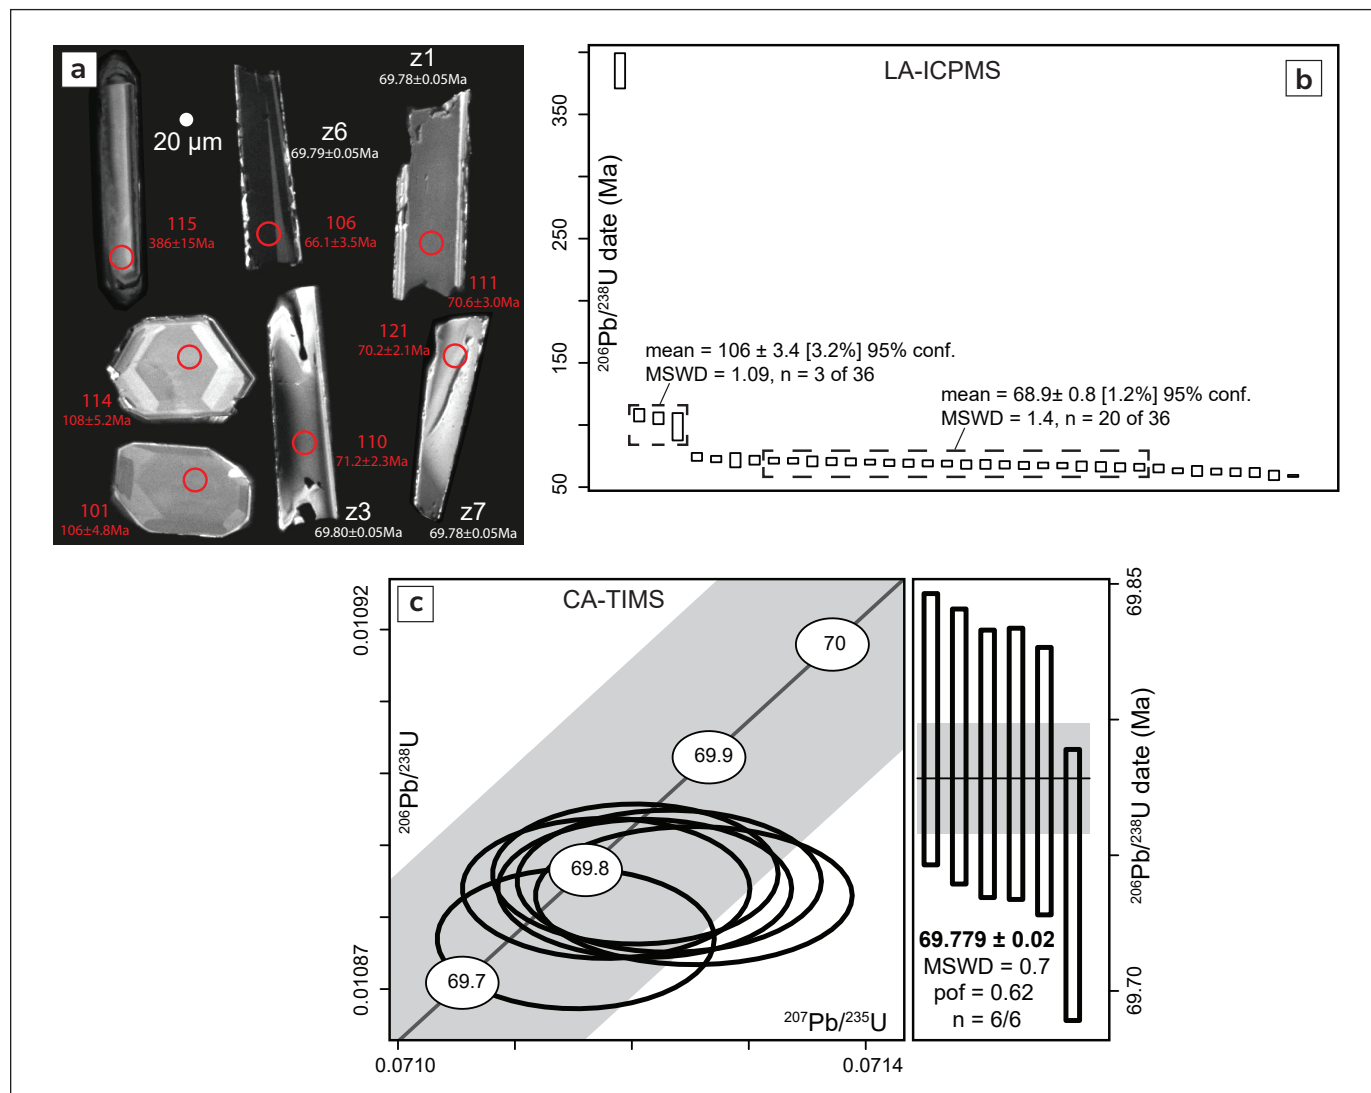 a
z1
69.78±0.05Ma
20 µm
z6
69.79±0.05Ma
115
386±15Ma
106
66.1±3.5Ma
111
70.6±3.0Ma
121
70.2±2.1Ma
114
108±5.2Ma
110
71.2±2.3Ma
101
106±4.8Ma
z3
69.80±0.05Ma
z7
69.78±0.05Ma
LA-ICPMS
b
350
250
150
50
206Pb/238U date (Ma)
mean = 106 ± 3.4 [3.2%] 95% conf.
MSWD = 1.09, n = 3 of 36
mean = 68.9± 0.8 [1.2%] 95% conf.
MSWD = 1.4, n = 20 of 36
c
CA-TIMS
0.01092
0.01087
206Pb/238U
70
69.9
69.8
69.7
207Pb/235U
0.0710
0.0714
69.85
69.70
206Pb/238U date (Ma)
69.779 ± 0.02
MSWD = 0.7
pof = 0.62
n = 6/6